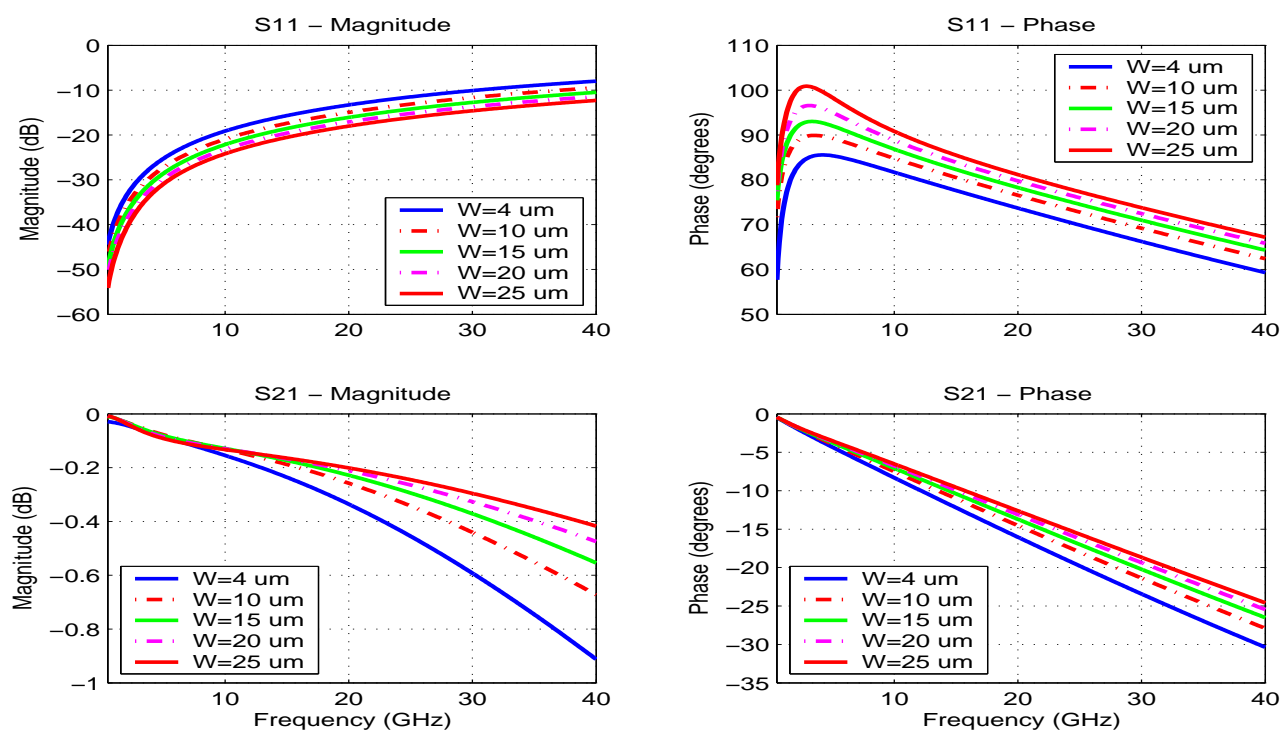 S11 – Magnitude
0
–10
–20
–30
–40
–50
–60
10
20
30
40
Magnitude (dB)
W=4 um
W=10 um
W=15 um
W=20 um
W=25 um
S11 – Phase
110
100
90
80
70
60
50
10
20
30
40
Phase (degrees)
W=4 um
W=10 um
W=15 um
W=20 um
W=25 um
S21 – Magnitude
0
–0.2
–0.4
–0.6
–0.8
–1
10
20
30
40
Magnitude (dB)
Frequency (GHz)
W=4 um
W=10 um
W=15 um
W=20 um
W=25 um
S21 – Phase
0
–5
–10
–15
–20
–25
–30
–35
10
20
30
40
Phase (degrees)
Frequency (GHz)
W=4 um
W=10 um
W=15 um
W=20 um
W=25 um